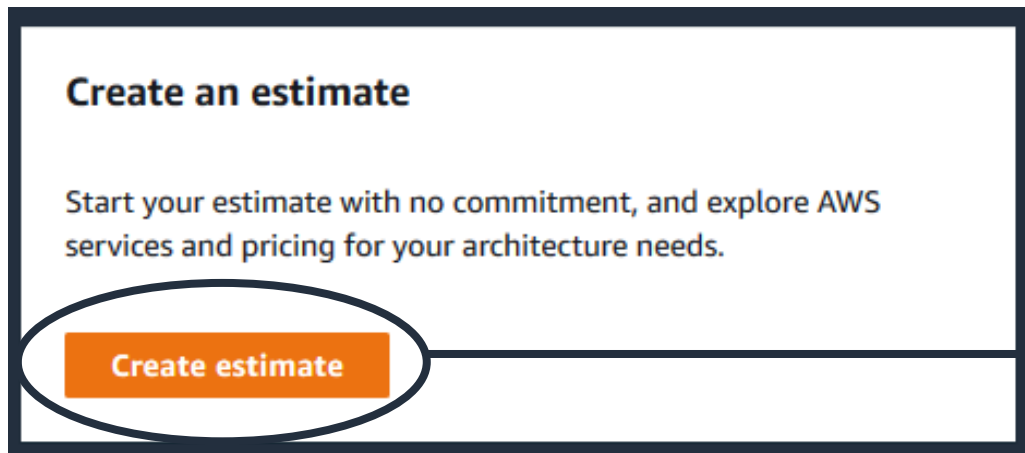 Create an estimate
Start your estimate with no commitment, and explore AWS
services and pricing for your architecture needs.
Create estimate